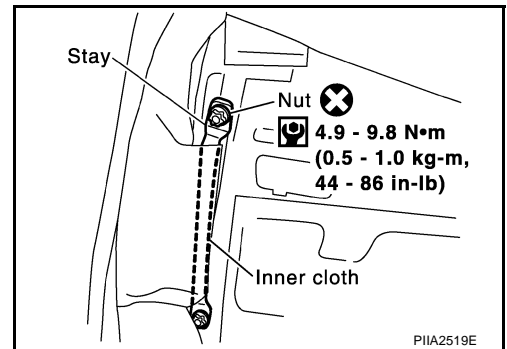 Stay
Nut
4.9 - 9.8 N•m
(0.5 - 1.0 kg-m,
44 - 86 in-lb)
Inner cloth
PIIA2519E